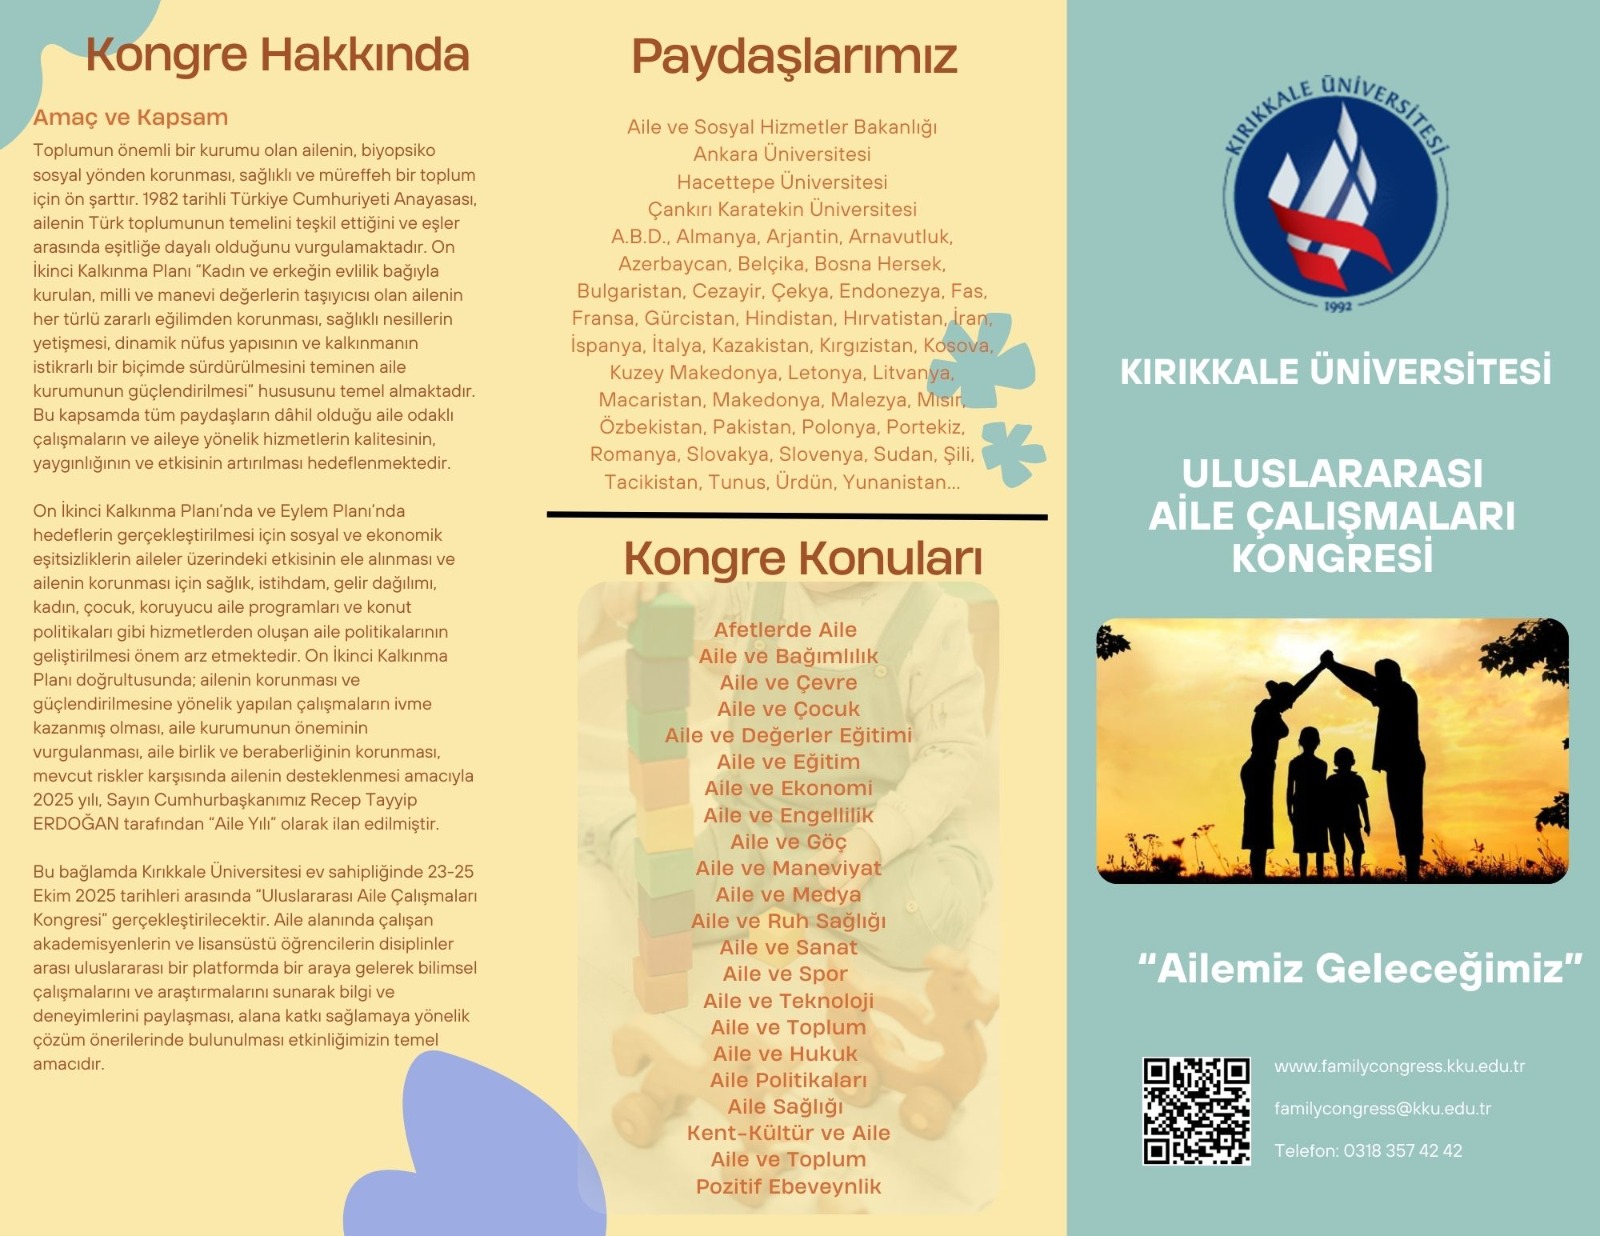 Kongre Hakkında
Amaç ve Kapsam
Toplumun önemli bir kurumu olan ailenin, biyopsiko
sosyal yönden korunması, sağlıklı ve müreffeh bir toplum
için ön şarttır. 1982 tarihli Türkiye Cumhuriyeti Anayasası,
ailenin Türk toplumunun temelini teşkil ettiğini ve eşler
arasında eşitliğe dayalı olduğunu vurgulamaktadır. On
İkinci Kalkınma Planı “Kadın ve erkeğin evlilik bağıyla
kurulan, milli ve manevi değerlerin taşıyıcısı olan ailenin
her türlü zararlı eğilimden korunması, sağlıklı nesillerin
yetişmesi, dinamik nüfus yapısının ve kalkınmanın
istikrarlı bir biçimde sürdürülmesini teminen aile
kurumunun güçlendirilmesi” hususunu temel almaktadır.
Bu kapsamda tüm paydaşların dâhil olduğu aile odaklı
çalışmaların ve aileye yönelik hizmetlerin kalitesinin,
yaygınlığının ve etkisinin artırılması hedeflenmektedir.
On İkinci Kalkınma Planı’nda ve Eylem Planı’nda
hedeflerin gerçekleştirilmesi için sosyal ve ekonomik
eşitsizliklerin aileler üzerindeki etkisinin ele alınması ve
ailenin korunması için sağlık, istihdam, gelir dağılımı,
kadın, çocuk, koruyucu aile programları ve konut
politikaları gibi hizmetlerden oluşan aile politikalarının
geliştirilmesi önem arz etmektedir. On İkinci Kalkınma
Planı doğrultusunda; ailenin korunması ve
güçlendirilmesine yönelik yapılan çalışmaların ivme
kazanmış olması, aile kurumunun öneminin
vurgulanması, aile birlik ve beraberliğinin korunması,
mevcut riskler karşısında ailenin desteklenmesi amacıyla
2025 yılı, Sayın Cumhurbaşkanımız Recep Tayyip
ERDOĞAN tarafından “Aile Yılı” olarak ilan edilmiştir.
Bu bağlamda Kırıkkale Üniversitesi ev sahipliğinde 23-25
Ekim 2025 tarihleri arasında “Uluslararası Aile Çalışmaları
Kongresi” gerçekleştirilecektir. Aile alanında çalışan
akademisyenlerin ve lisansüstü öğrencilerin disiplinler
arası uluslararası bir platformda bir araya gelerek bilimsel
çalışmalarını ve araştırmalarını sunarak bilgi ve
deneyimlerini paylaşması, alana katkı sağlamaya yönelik
çözüm önerilerinde bulunulması etkinliğimizin temel
amacıdır.
Paydaşlarımız
Aile ve Sosyal Hizmetler Bakanlığı
Ankara Üniversitesi
Hacettepe Üniversitesi
Çankırı Karatekin Üniversitesi
A.B.D., Almanya, Arjantin, Arnavutluk,
Azerbaycan, Belçika, Bosna Hersek,
Bulgaristan, Cezayir, Çekya, Endonezya, Fas,
Fransa, Gürcistan, Hindistan, Hırvatistan, İran,
İspanya, İtalya, Kazakistan, Kırgızistan, Kosova,
Kuzey Makedonya, Letonya, Litvanya,
Macaristan, Makedonya, Malezya, Mısır,
Özbekistan, Pakistan, Polonya, Portekiz,
Romanya, Slovakya, Slovenya, Sudan, Şili,
Tacikistan, Tunus, Ürdün, Yunanistan...
Kongre Konuları
Afetlerde Aile
Aile ve Bağımlılık
Aile ve Çevre
Aile ve Çocuk
Aile ve Değerler Eğitimi
Aile ve Eğitim
Aile ve Ekonomi
Aile ve Engellilik
Aile ve Göç
Aile ve Maneviyat
Aile ve Medya
Aile ve Ruh Sağlığı
Aile ve Sanat
Aile ve Spor
Aile ve Teknoloji
Aile ve Toplum
Aile ve Hukuk
Aile Politikaları
Aile Sağlığı
Kent-Kültür ve Aile
Aile ve Toplum
Pozitif Ebeveynlik
KIRIKKALE ÜNİVERSİTESİ
1992
KIRIKKALE ÜNİVERSİTESİ
ULUSLARARASI
AİLE ÇALIŞMALARI
KONGRESİ
“Ailemiz Geleceğimiz”
www.familycongress.kku.edu.tr
familycongress@kku.edu.tr
Telefon: 0318 357 42 42